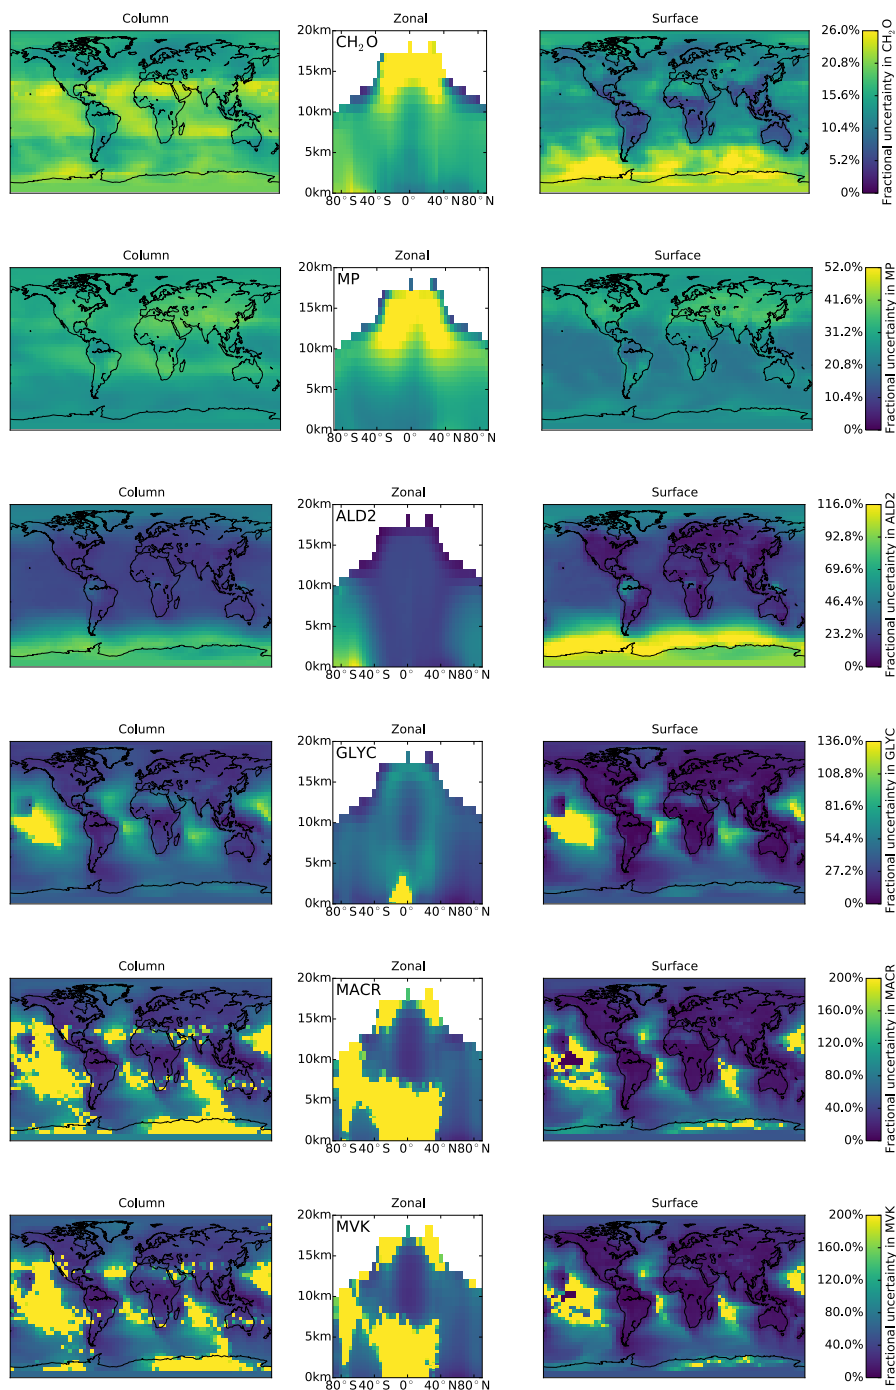 Column Zonal Surface
20km CH₂O 26.0%
15km 20.8%
10km 15.6%
5km 10.4%
5.2%
0km 0%
80°S 40°S 0° 40°N 80°N
Fractional uncertainty in CH₂O
Column Zonal Surface
20km MP 52.0%
15km 41.6%
10km 31.2%
5km 20.8%
10.4%
0km 0%
80°S 40°S 0° 40°N 80°N
Fractional uncertainty in MP
Column Zonal Surface
20km ALD2 116.0%
15km 92.8%
10km 69.6%
5km 46.4%
23.2%
0km 0%
80°S 40°S 0° 40°N 80°N
Fractional uncertainty in ALD2
Column Zonal Surface
20km GLYC 136.0%
15km 108.8%
10km 81.6%
5km 54.4%
27.2%
0km 0%
80°S 40°S 0° 40°N 80°N
Fractional uncertainty in GLYC
Column Zonal Surface
20km MACR 200%
15km 160.0%
10km 120.0%
5km 80.0%
40.0%
0km 0%
80°S 40°S 0° 40°N 80°N
Fractional uncertainty in MACR
Column Zonal Surface
20km MVK 200%
15km 160.0%
10km 120.0%
5km 80.0%
40.0%
0km 0%
80°S 40°S 0° 40°N 80°N
Fractional uncertainty in MVK